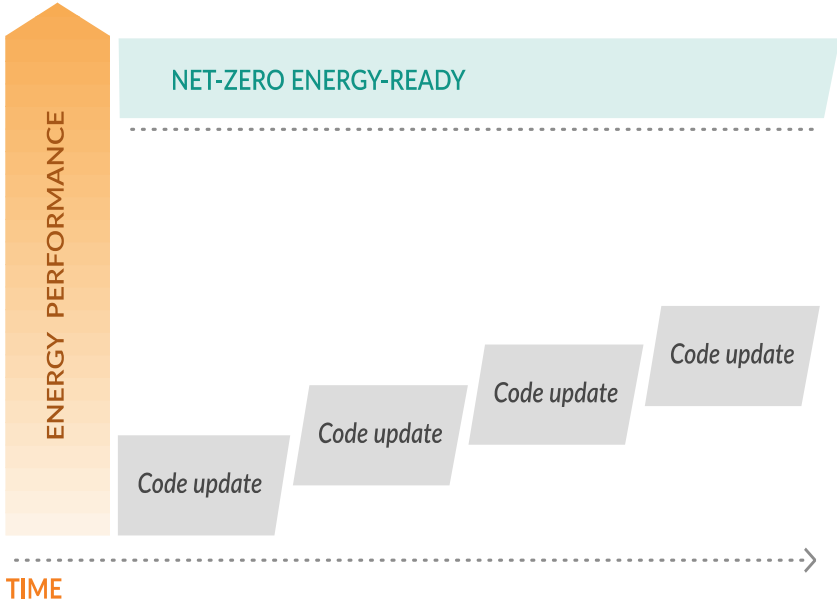 NET-ZERO ENERGY-READY
ENERGY PERFORMANCE
Code update
Code update
Code update
Code update
TIME